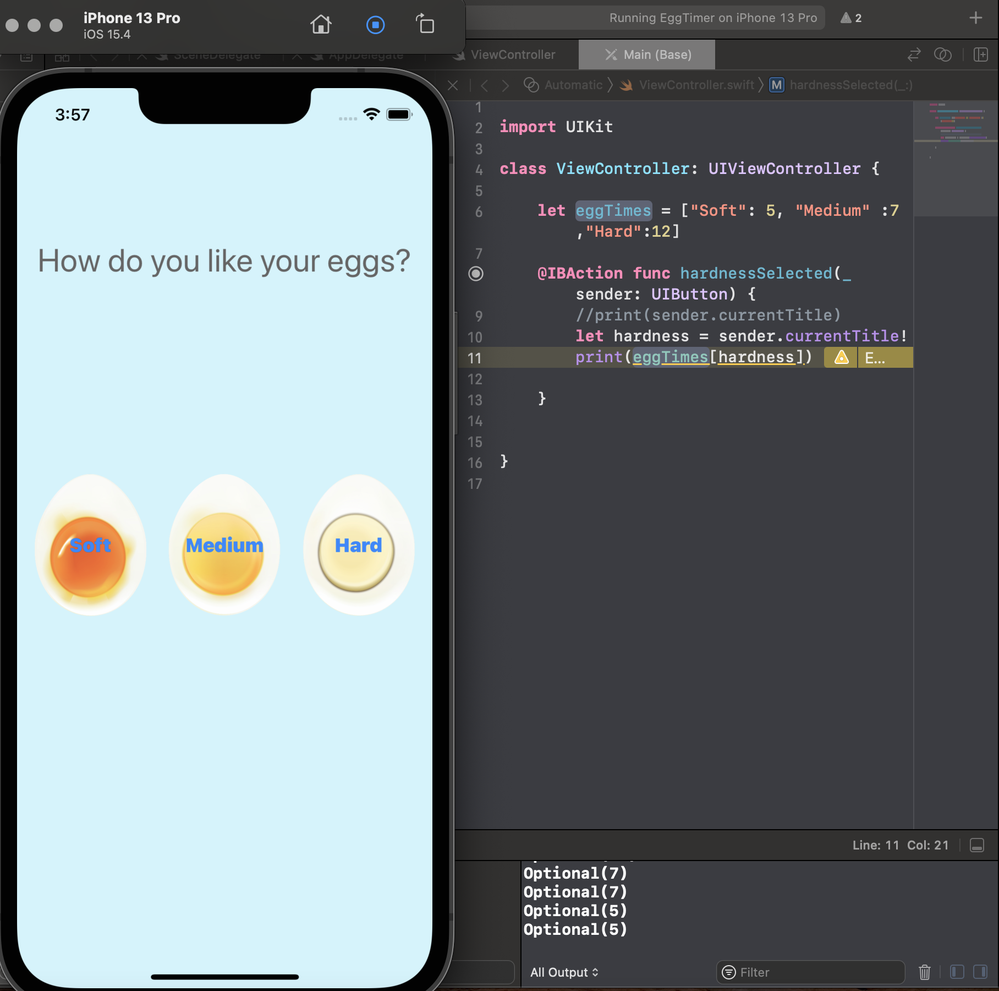 iPhone 13 Pro
iOS 15.4
Running EggTimer on iPhone 13 Pro
2
SceneDelegate
AppDelegate
ViewController
Main (Base)
Automatic
ViewController.swift
M
hardnessSelected(_:)
3:57
How do you like your eggs?
Soft
Medium
Hard
1
2 import UIKit
3
4 class ViewController: UIViewController {
5
6 let eggTimes = ["Soft": 5, "Medium" :7
,"Hard":12]
7
@IBAction func hardnessSelected(_
sender: UIButton) {
9 //print(sender.currentTitle)
10 let hardness = sender.currentTitle!
11 print(eggTimes[hardness]) E...
12
13 }
14
15
16 }
17
Line: 11 Col: 21
Optional(7)
Optional(7)
Optional(5)
Optional(5)
All Output
Filter